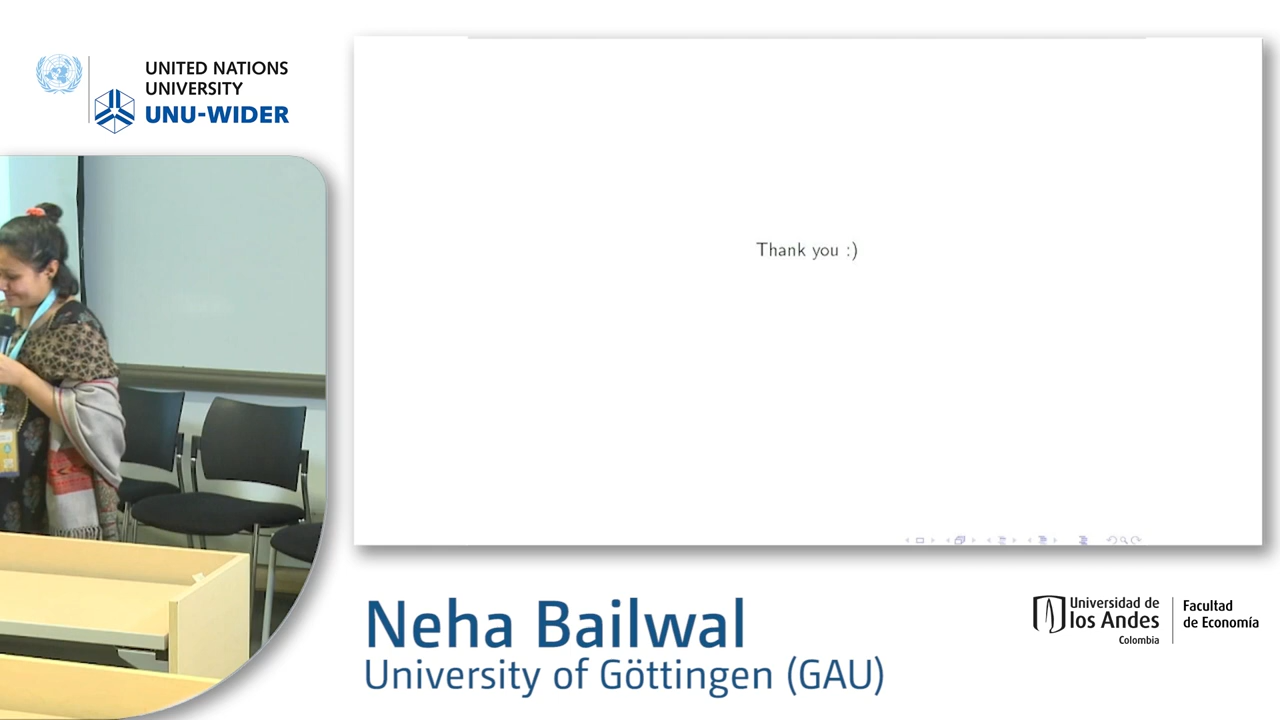 UNITED NATIONS
UNIVERSITY
UNU-WIDER
Thank you :)
Neha Bailwal
University of Göttingen (GAU)
Universidad de
los Andes
Colombia
Facultad
de Economía